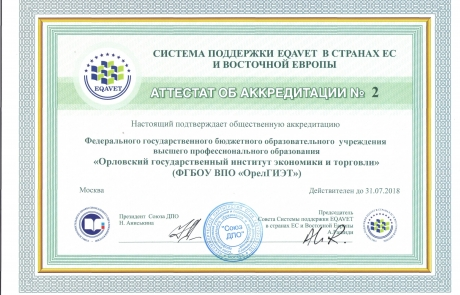 СИСТЕМА ПОДДЕРЖКИ EQAVET В СТРАНАХ ЕС
И ВОСТОЧНОЙ ЕВРОПЫ
EQAVET
АТТЕСТАТ ОБ АККРЕДИТАЦИИ № 2
Настоящий подтверждает общественную аккредитацию
Федерального государственного бюджетного образовательного учреждения
высшего профессионального образования
«Орловский государственный институт экономики и торговли»
(ФГБОУ ВПО «ОрелГИЭТ»)
Москва
Действителен до 31.07.2018
Президент Союза ДПО
Н. Аниськина
"Союз
ДПО"
Председатель
Совета Системы поддержки EQAVET
в странах ЕС и Восточной Европы
EQAVET